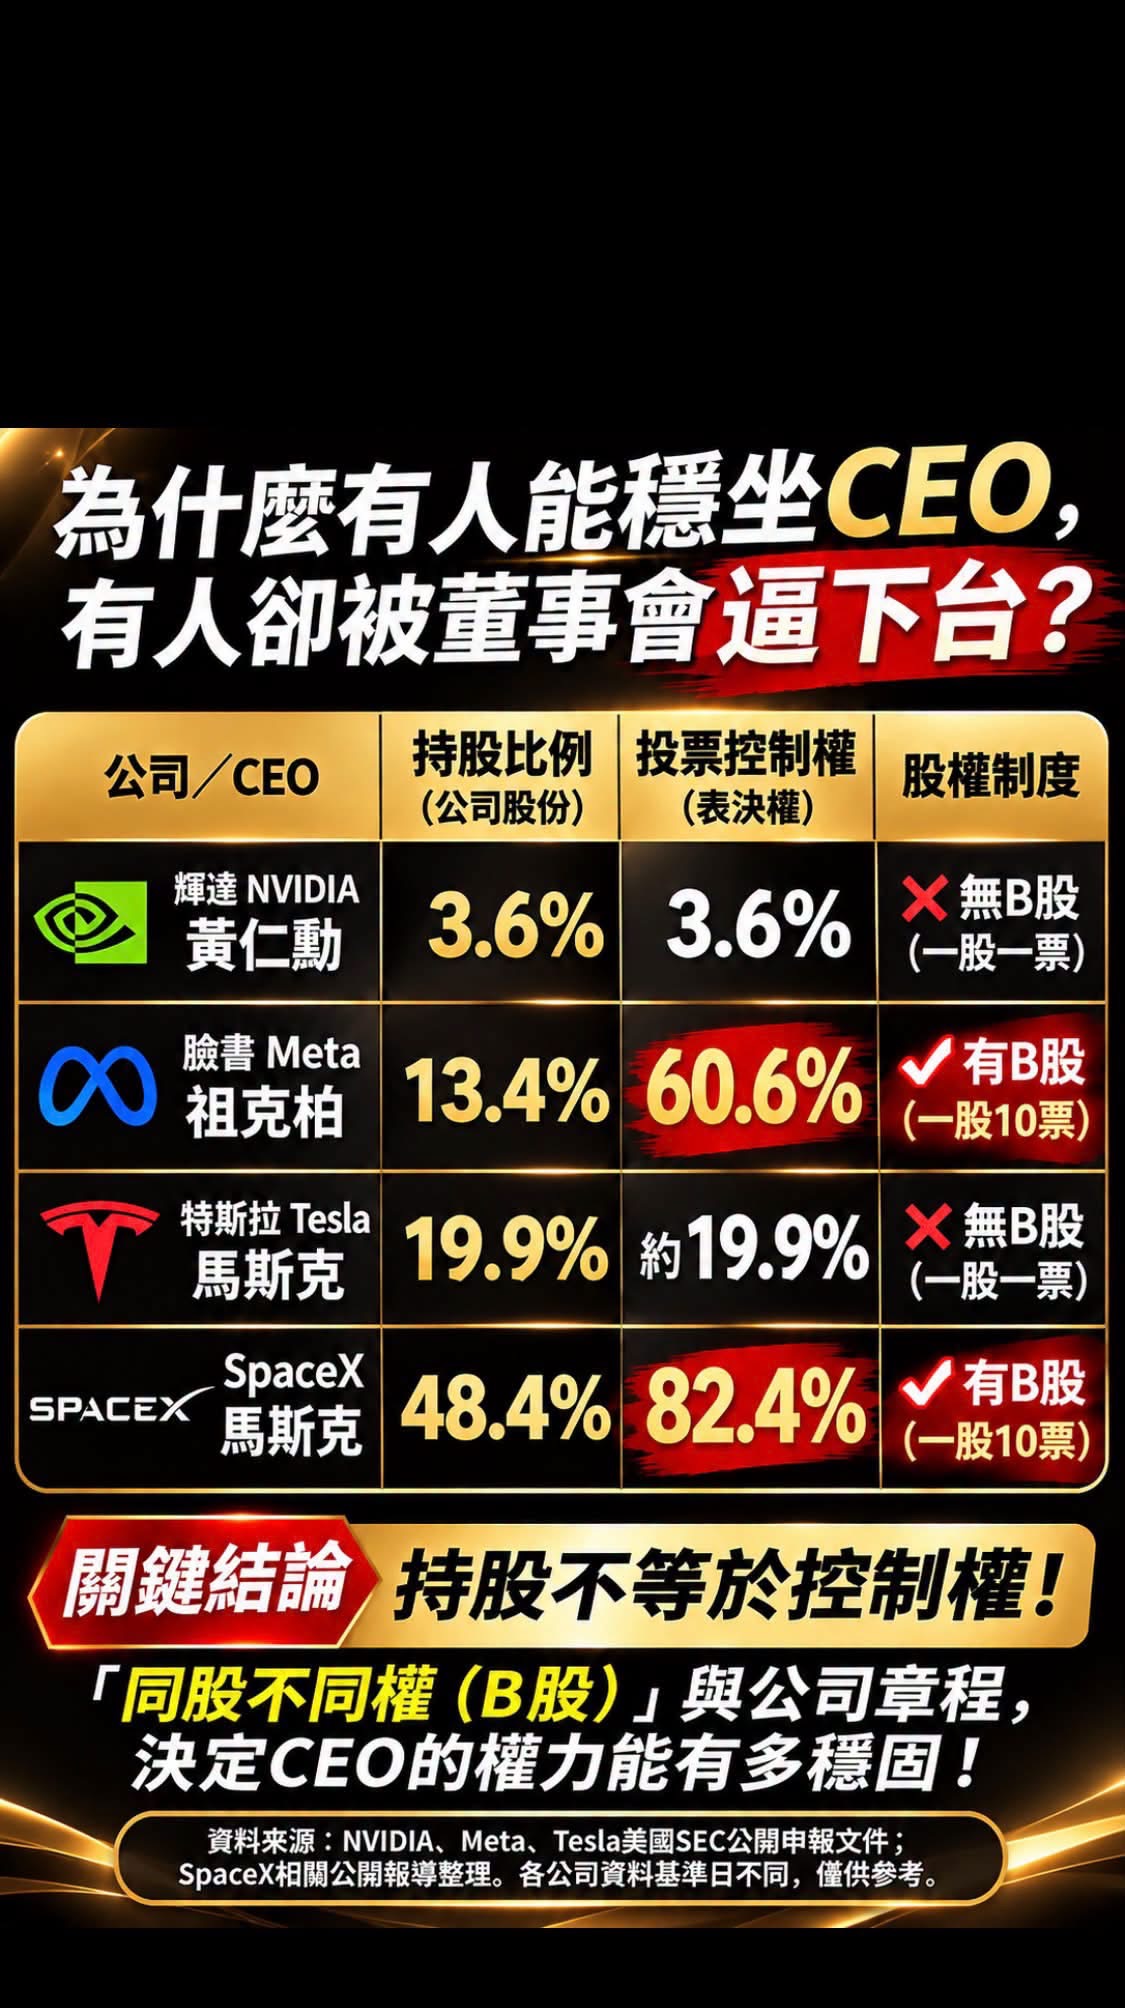 為什麼有人能穩坐CEO,
有人卻被董事會逼下台?
公司／CEO
持股比例
(公司股份)
投票控制權
(表決權)
股權制度
輝達 NVIDIA
黃仁勳
3.6%
3.6%
無B股
(一股一票)
臉書 Meta
祖克柏
13.4%
60.6%
有B股
(一股10票)
特斯拉 Tesla
馬斯克
19.9%
約19.9%
無B股
(一股一票)
SPACEX
SpaceX
馬斯克
48.4%
82.4%
有B股
(一股10票)
關鍵結論
持股不等於控制權!
「同股不同權(B股)」與公司章程,
決定CEO的權力能有多穩固!
資料來源：NVIDIA、Meta、Tesla美國SEC公開申報文件；
SpaceX相關公開報導整理。各公司資料基準日不同，僅供參考。